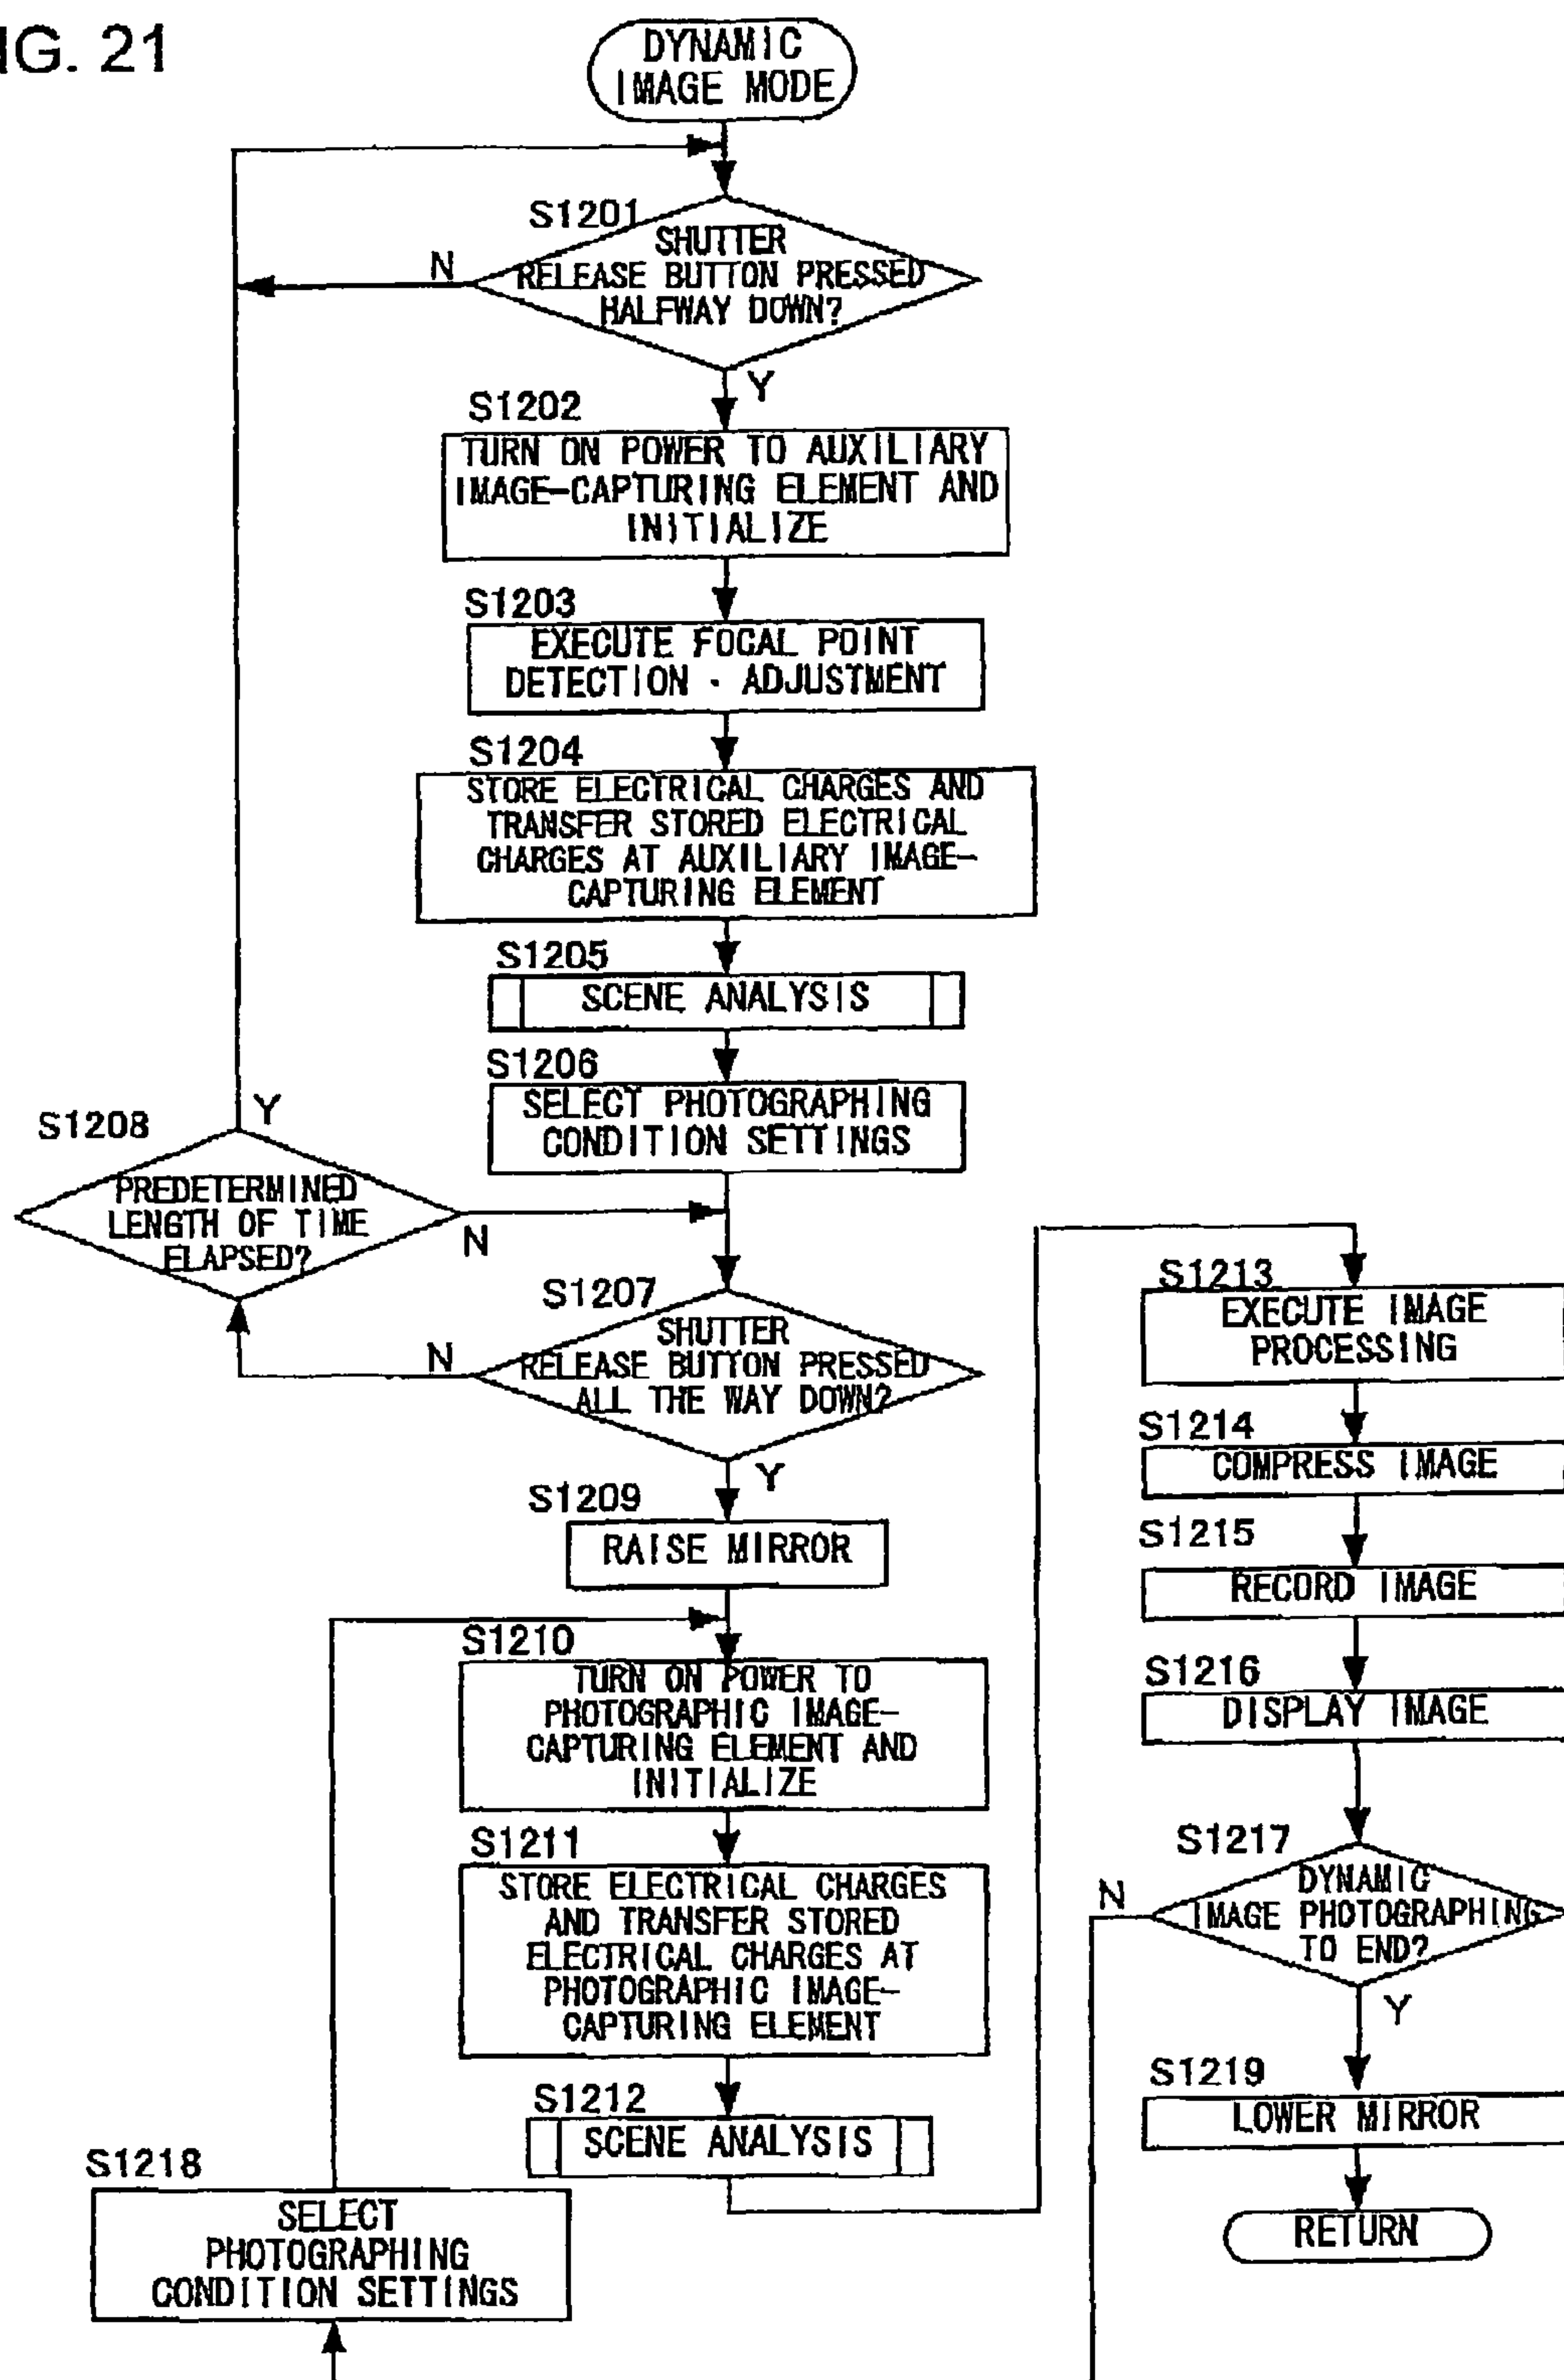 IG. 21
DYNAMIC
IMAGE MODE
S1201
SHUTTER
RELEASE BUTTON PRESSED
HALFWAY DOWN?
N
Y
S1202
TURN ON POWER TO AUXILIARY
IMAGE-CAPTURING ELEMENT AND
INITIALIZE
S1203
EXECUTE FOCAL POINT
DETECTION · ADJUSTMENT
S1204
STORE ELECTRICAL CHARGES AND
TRANSFER STORED ELECTRICAL
CHARGES AT AUXILIARY IMAGE-
CAPTURING ELEMENT
S1205
SCENE ANALYSIS
S1206
SELECT PHOTOGRAPHING
CONDITION SETTINGS
S1208
Y
PREDETERMINED
LENGTH OF TIME
ELAPSED?
N
S1207
SHUTTER
RELEASE BUTTON PRESSED
ALL THE WAY DOWN?
N
Y
S1209
RAISE MIRROR
S1210
TURN ON POWER TO
PHOTOGRAPHIC IMAGE-
CAPTURING ELEMENT AND
INITIALIZE
S1211
STORE ELECTRICAL CHARGES
AND TRANSFER STORED
ELECTRICAL CHARGES AT
PHOTOGRAPHIC IMAGE-
CAPTURING ELEMENT
S1212
SCENE ANALYSIS
S1213
EXECUTE IMAGE
PROCESSING
S1214
COMPRESS IMAGE
S1215
RECORD IMAGE
S1216
DISPLAY IMAGE
S1217
DYNAMIC
IMAGE PHOTOGRAPHING
TO END?
N
Y
S1218
SELECT
PHOTOGRAPHING
CONDITION SETTINGS
S1219
LOWER MIRROR
RETURN